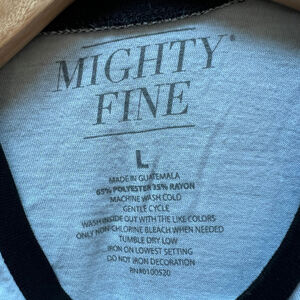 MIGHTY®
FINE
L
MADE IN GUATEMALA
65% POLYESTER 35% RAYON
MACHINE WASH COLD
GENTLE CYCLE
WASH INSIDE OUT WITH THE LIKE COLORS
ONLY NON-CHLORINE BLEACH WHEN NEEDED
TUMBLE DRY LOW
IRON ON LOWEST SETTING
DO NOT IRON DECORATION
RN#0100520